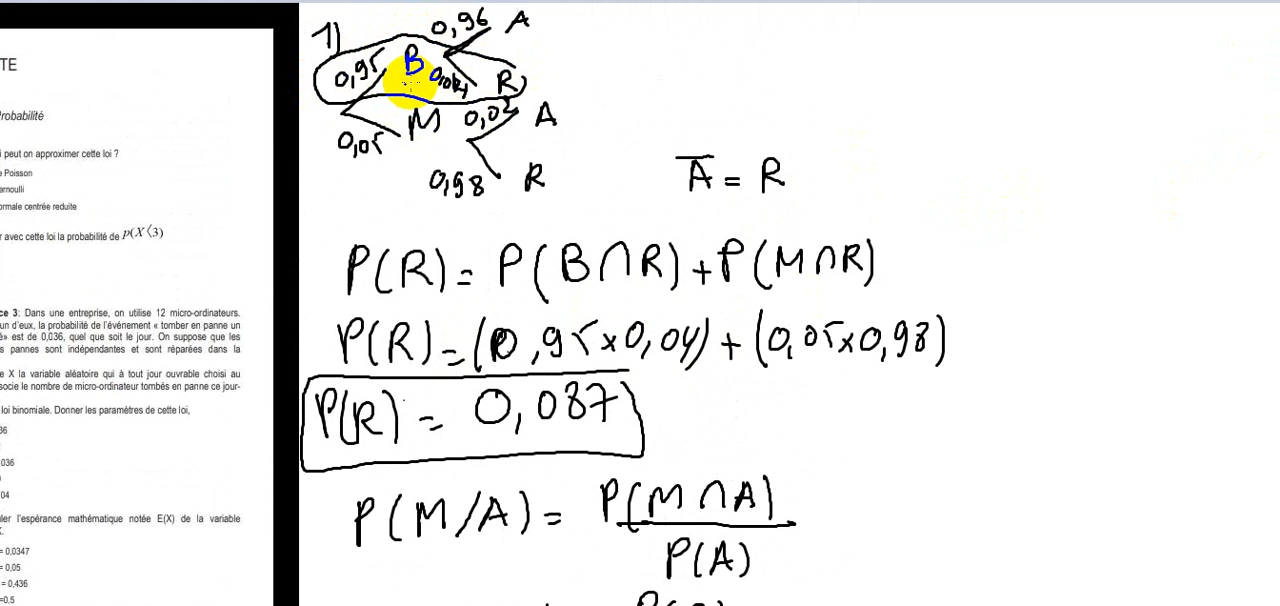 TE
Probabilité
i peut on approximer cette loi ?
e Poisson
ernoulli
ormale centrée reduite
r avec cette loi la probabilité de p(X〈3)
ce 3: Dans une entreprise, on utilise 12 micro-ordinateurs.
un d'eux, la probabilité de l'événement « tomber en panne un
é» est de 0,036, quel que soit le jour. On suppose que les
s pannes sont indépendantes et sont réparées dans la
e X la variable aléatoire qui à tout jour ouvrable choisi au
socie le nombre de micro-ordinateur tombés en panne ce jour-
loi binomiale. Donner les paramètres de cette loi,
36
036
04
ler l'espérance mathématique notée E(X) de la variable
X.
= 0,0347
= 0,05
= 0,436
=0,5
1) 0,96 A
0,95 B 0,04 R
0,05 M 0,02 A
0,98 R
A̅ = R
P(R) = P(B∩R) + P(M∩R)
P(R) = (0,95 x 0,04) + (0,05 x 0,98)
P(R) = 0,087
P(M/A) = P(M∩A)
P(A)